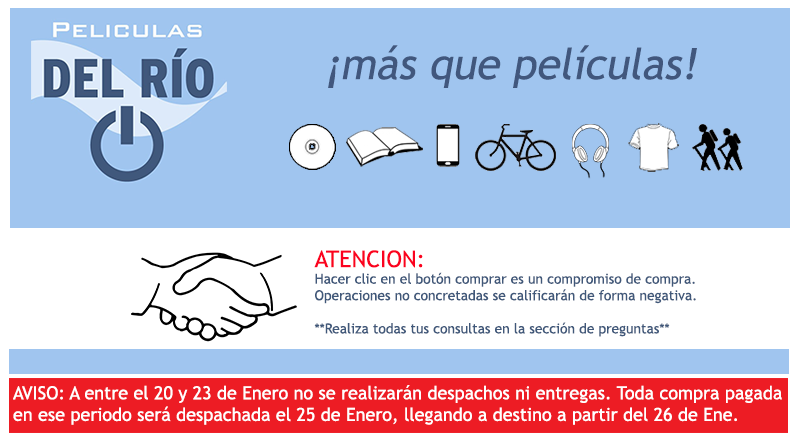 PELICULAS
DEL RÍO
¡más que películas!
ATENCION:
Hacer clic en el botón comprar es un compromiso de compra.
Operaciones no concretadas se calificarán de forma negativa.
**Realiza todas tus consultas en la sección de preguntas**
AVISO: A entre el 20 y 23 de Enero no se realizarán despachos ni entregas. Toda compra pagada
en ese periodo será despachada el 25 de Enero, llegando a destino a partir del 26 de Ene.